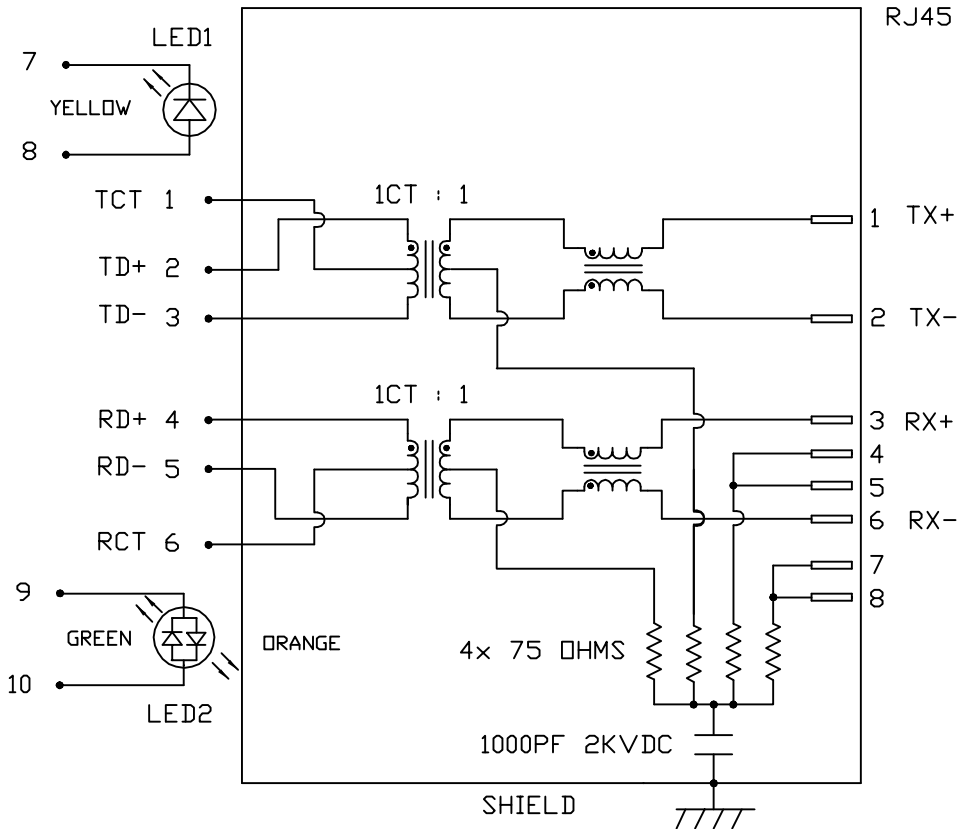 RJ45
LED1
7
YELLOW
8
TCT 1
1CT : 1
1 TX+
TD+ 2
TD- 3
2 TX-
1CT : 1
RD+ 4
3 RX+
4
RD- 5
5
6 RX-
RCT 6
7
9
8
GREEN
ORANGE
4x 75 OHMS
10
LED2
1000PF 2KVDC
SHIELD